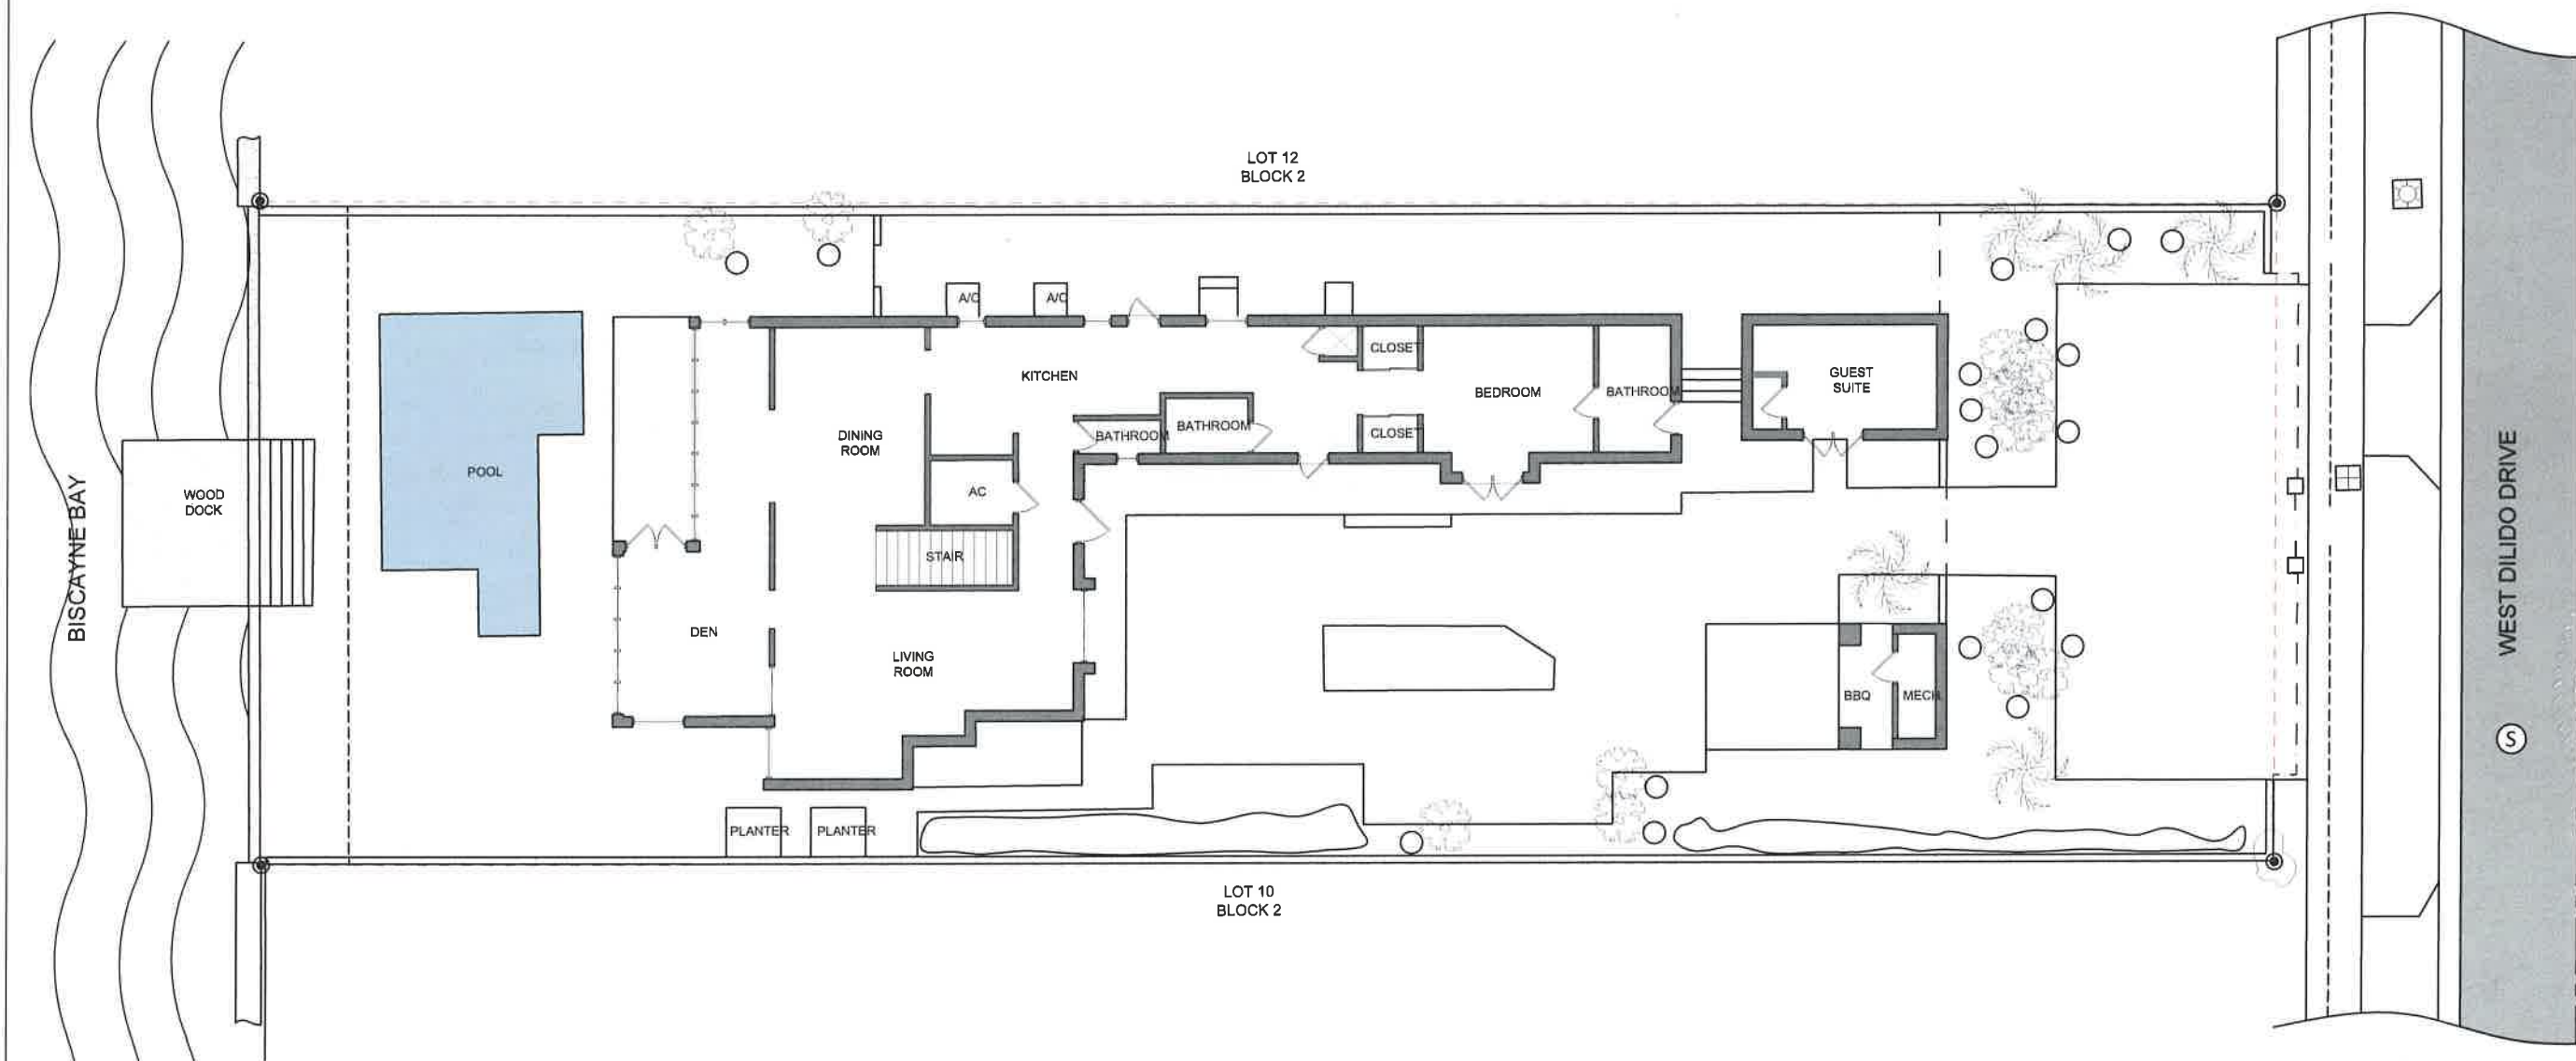 LOT 12
BLOCK 2
A/C
A/C
CLOSET
KITCHEN
GUEST
SUITE
BEDROOM
BATHROOM
BATHROOM
BATHROOM
CLOSET
DINING
ROOM
POOL
AC
WOOD
DOCK
BISCAYNE BAY
WEST DILIDO DRIVE
STAIR
DEN
LIVING
ROOM
BBQ
MECH.
S
PLANTER
PLANTER
LOT 10
BLOCK 2